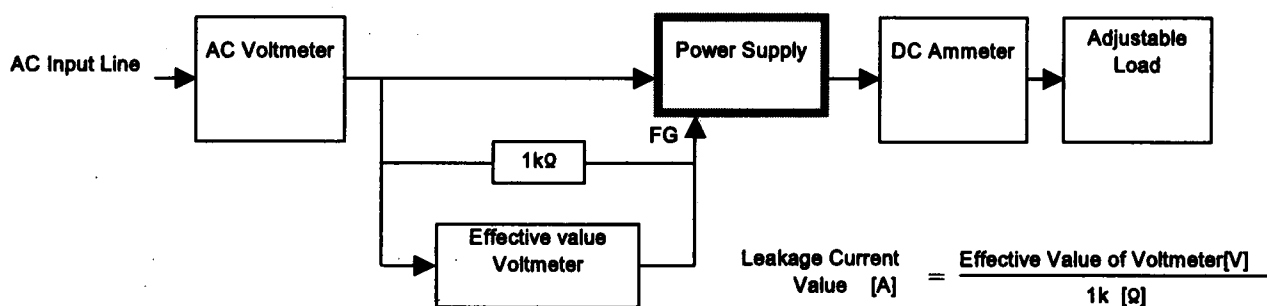 AC Input Line
AC Voltmeter
Power Supply
DC Ammeter
Adjustable
Load
FG
1kΩ
Effective value
Voltmeter
Leakage Current
Value [A]
=
Effective Value of Voltmeter[V]
1k [Ω]